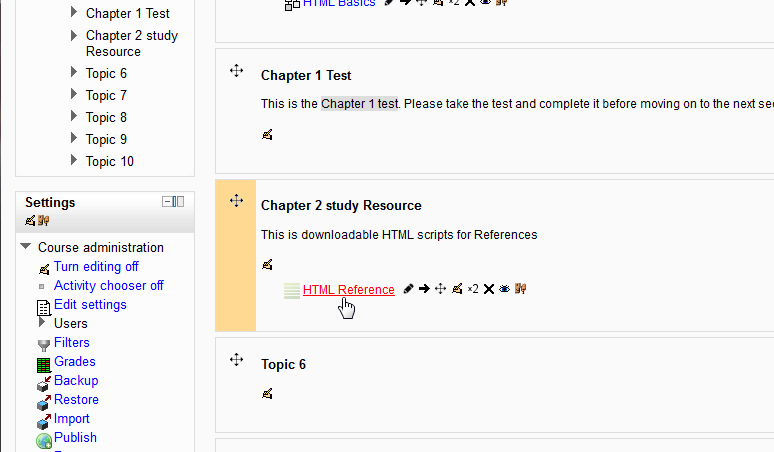 Chapter 1 Test
Chapter 2 study
Resource
Topic 6
Topic 7
Topic 8
Topic 9
Topic 10
Settings
Course administration
Turn editing off
Activity chooser off
Edit settings
Users
Filters
Grades
Backup
Restore
Import
Publish
HTML Basics ×2
Chapter 1 Test
This is the Chapter 1 test. Please take the test and complete it before moving on to the next
Chapter 2 study Resource
This is downloadable HTML scripts for References
HTML Reference ×2
Topic 6